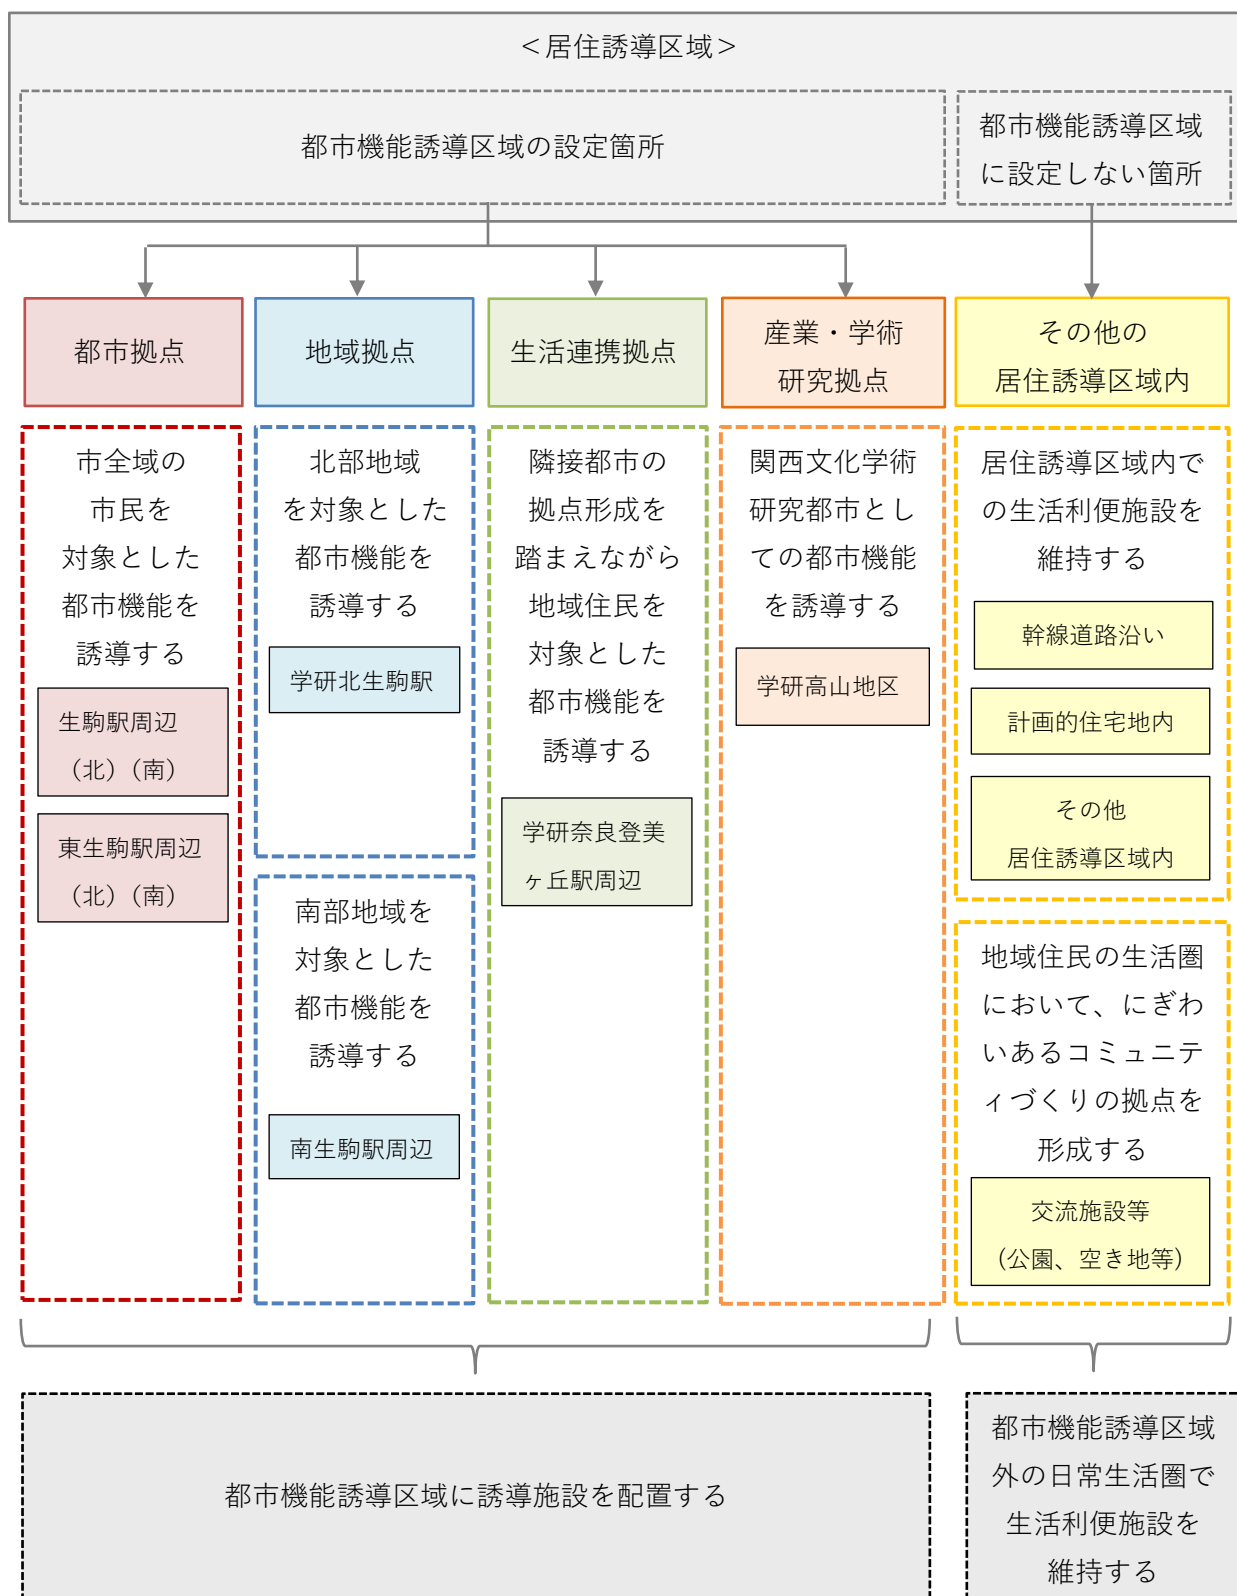 ＜居住誘導区域＞
都市機能誘導区域の設定箇所
都市機能誘導区域
に設定しない箇所
都市拠点
地域拠点
生活連携拠点
産業・学術
研究拠点
その他の
居住誘導区域内
市全域の
市民を
対象とした
都市機能を
誘導する
生駒駅周辺
（北）（南）
東生駒駅周辺
（北）（南）
北部地域
を対象とした
都市機能を
誘導する
学研北生駒駅
南部地域を
対象とした
都市機能を
誘導する
南生駒駅周辺
隣接都市の
拠点形成を
踏まえながら
地域住民を
対象とした
都市機能を
誘導する
学研奈良登美
ヶ丘駅周辺
関西文化学術
研究都市とし
ての都市機能
を誘導する
学研高山地区
居住誘導区域内で
の生活利便施設を
維持する
幹線道路沿い
計画的住宅地内
その他
居住誘導区域内
地域住民の生活圏
において、にぎわ
いあるコミュニテ
ィづくりの拠点を
形成する
交流施設等
（公園、空き地等）
都市機能誘導区域に誘導施設を配置する
都市機能誘導区域
外の日常生活圏で
生活利便施設を
維持する